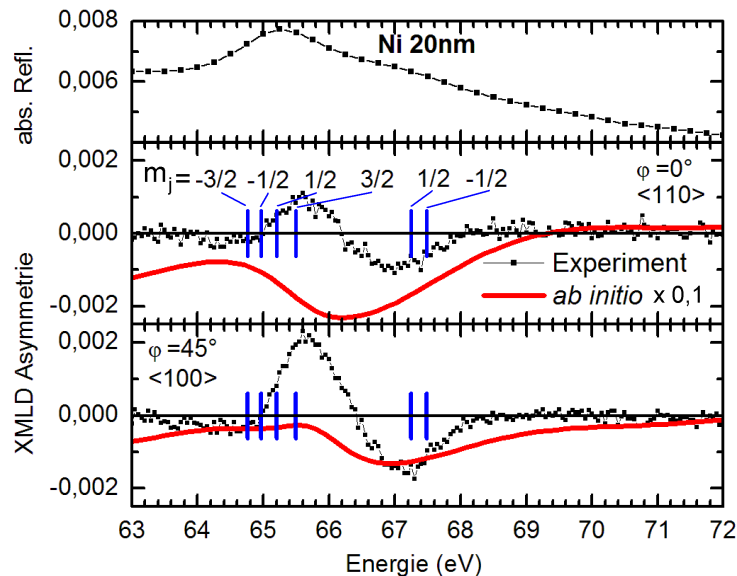 Ni 20nm
0,008
0,006
abs. Refl.
mj= -3/2 -1/2 1/2 3/2 1/2 -1/2
φ=0°
<110>
0,002
0,000
-0,002
Experiment
ab initio x 0,1
φ=45°
<100>
0,002
0,000
-0,002
XMLD Asymmetrie
63 64 65 66 67 68 69 70 71 72
Energie (eV)